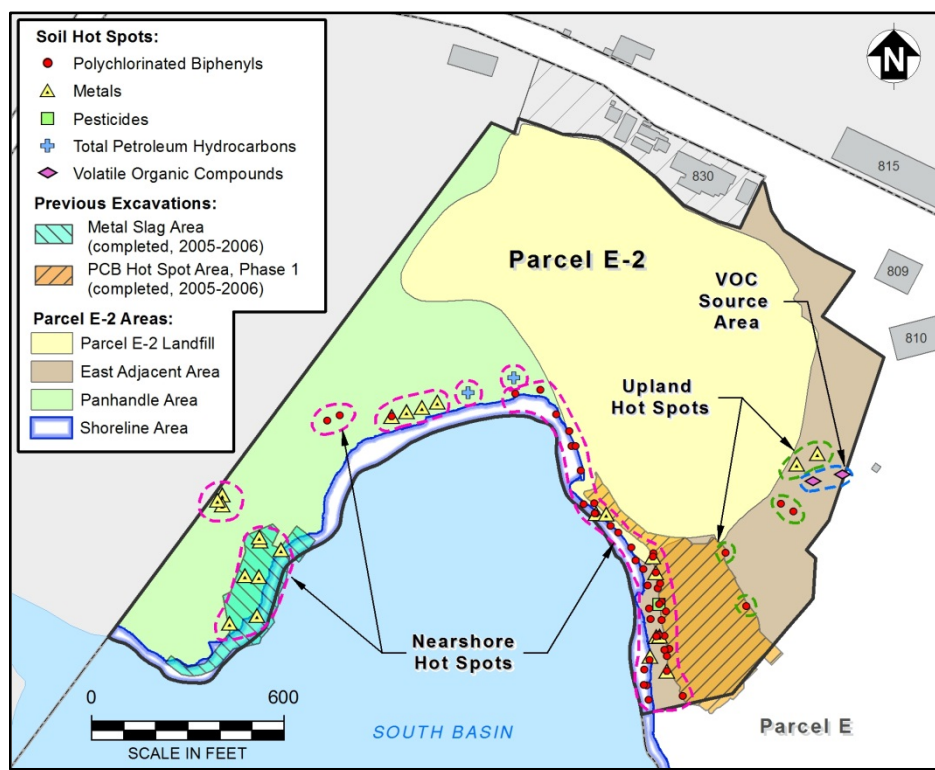 Soil Hot Spots:
Polychlorinated Biphenyls
Metals
Pesticides
Total Petroleum Hydrocarbons
Volatile Organic Compounds
Previous Excavations:
Metal Slag Area
(completed, 2005-2006)
PCB Hot Spot Area, Phase 1
(completed, 2005-2006)
Parcel E-2 Areas:
Parcel E-2 Landfill
East Adjacent Area
Panhandle Area
Shoreline Area
N
815
830
809
810
Parcel E-2
VOC
Source
Area
Upland
Hot Spots
Nearshore
Hot Spots
0
600
SCALE IN FEET
SOUTH BASIN
Parcel E